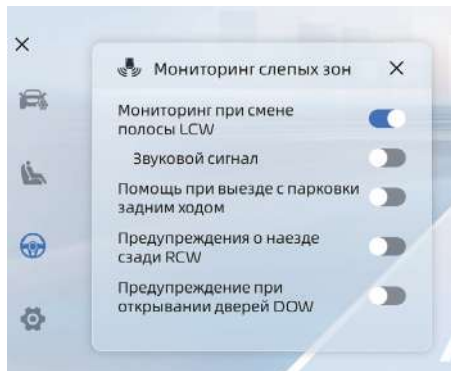 Мониторинг слепых зон
Мониторинг при смене
полосы LCW
Звуковой сигнал
Помощь при выезде с парковки
задним ходом
Предупреждения о наезде
сзади RCW
Предупреждение при
открывании дверей DOW